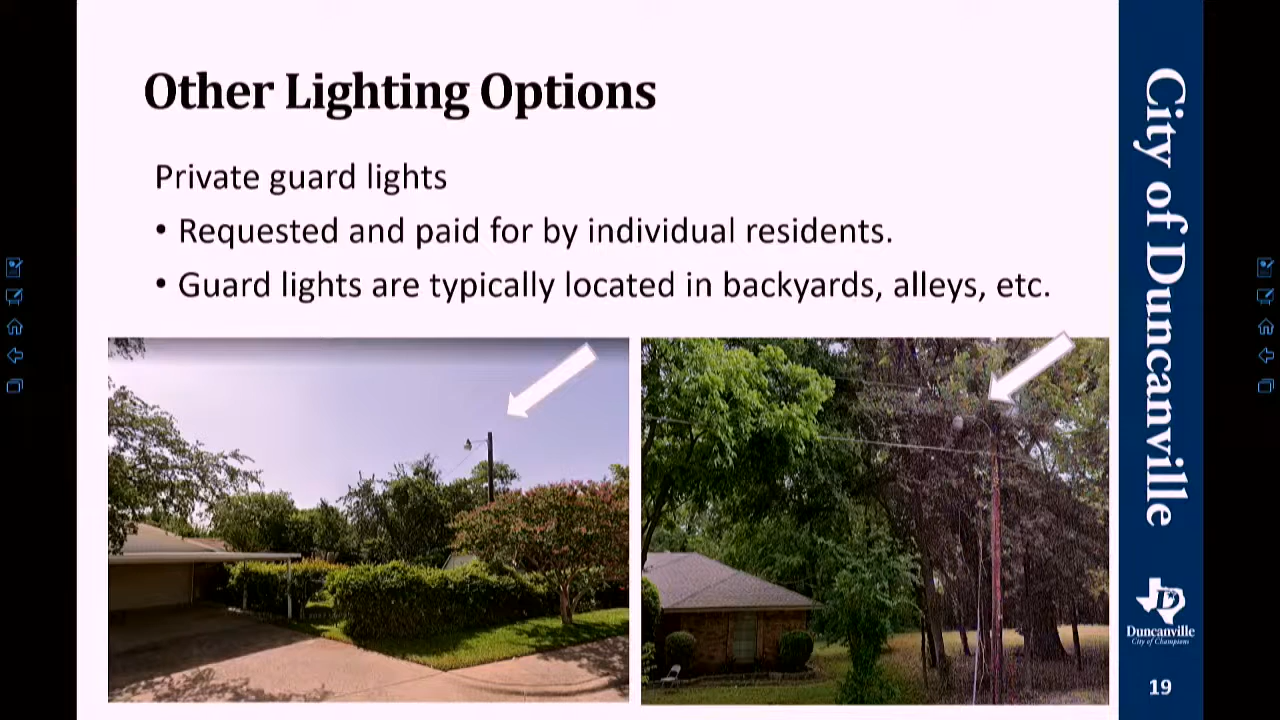 Other Lighting Options
Private guard lights
• Requested and paid for by individual residents.
• Guard lights are typically located in backyards, alleys, etc.
City of Duncanville
Duncanville
City of Champions
19